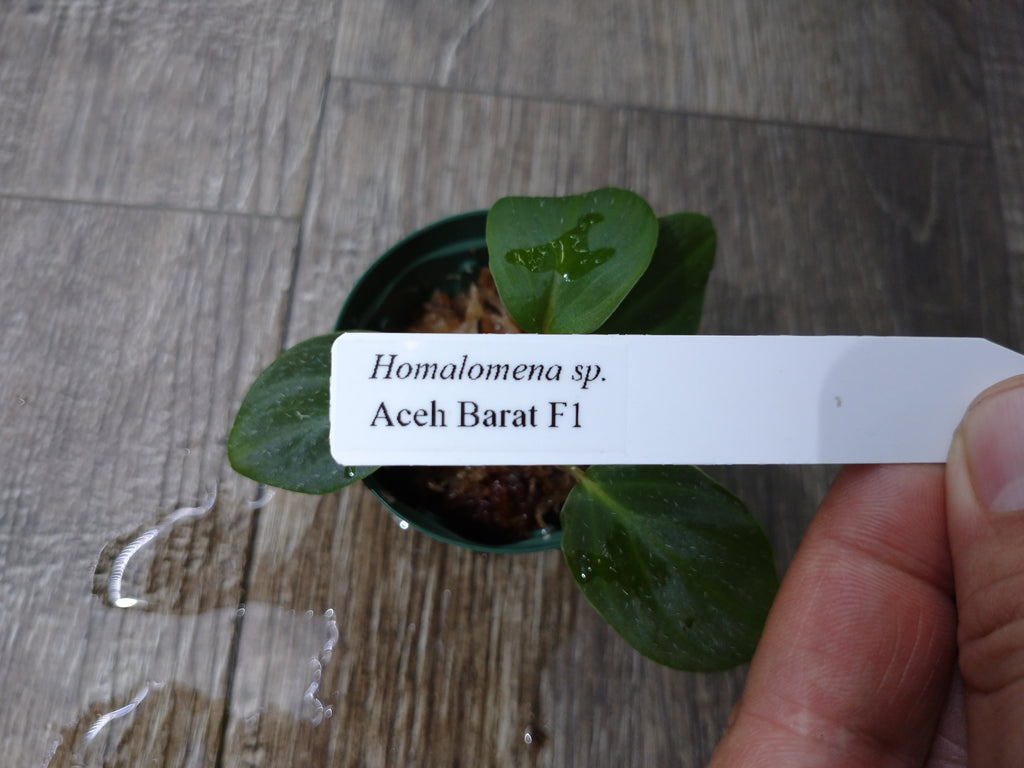 Homalomena sp.
Aceh Barat F1